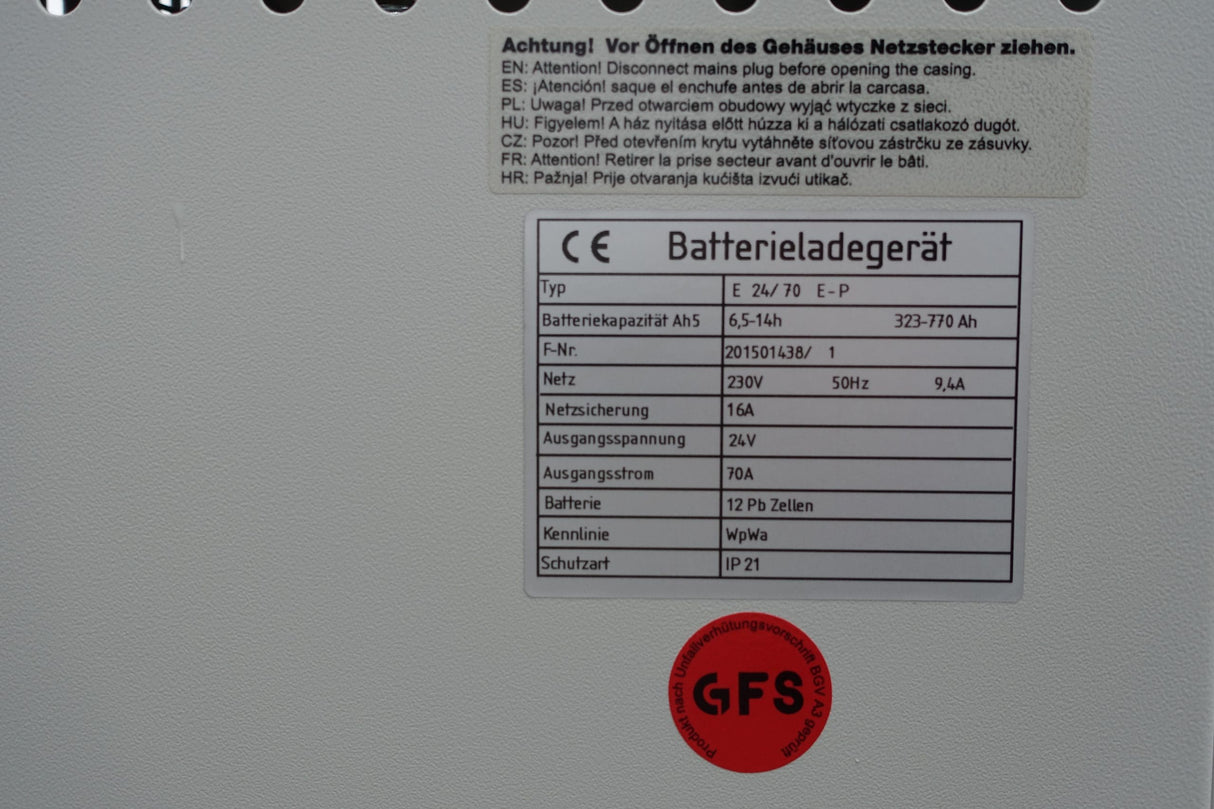 Achtung! Vor Öffnen des Gehäuses Netzstecker ziehen.
EN: Attention! Disconnect mains plug before opening the casing.
ES: ¡Atención! saque el enchufe antes de abrir la carcasa.
PL: Uwaga! Przed otwarciem obudowy wyjąć wtyczke z sieci.
HU: Figyelem! A ház nyitása előtt húzza ki a hálózati csatlakozó dugót.
CZ: Pozor! Před otevřením krytu vytáhněte síťovou zástrčku ze zásuvky.
FR: Attention! Retirer la prise secteur avant d'ouvrir le bâti.
HR: Pažnja! Prije otvaranja kućišta izvući utikač.
CE Batterieladegerät
Typ E 24/70 E-P
Batteriekapazität Ah5 6,5-14h 323-770 Ah
F-Nr. 201501438/ 1
Netz 230V 50Hz 9,4A
Netzsicherung 16A
Ausgangsspannung 24V
Ausgangsstrom 70A
Batterie 12 Pb Zellen
Kennlinie WpWa
Schutzart IP 21
Produkt nach Unfallverhütungsvorschrift BGV A3 geprüft
GFS